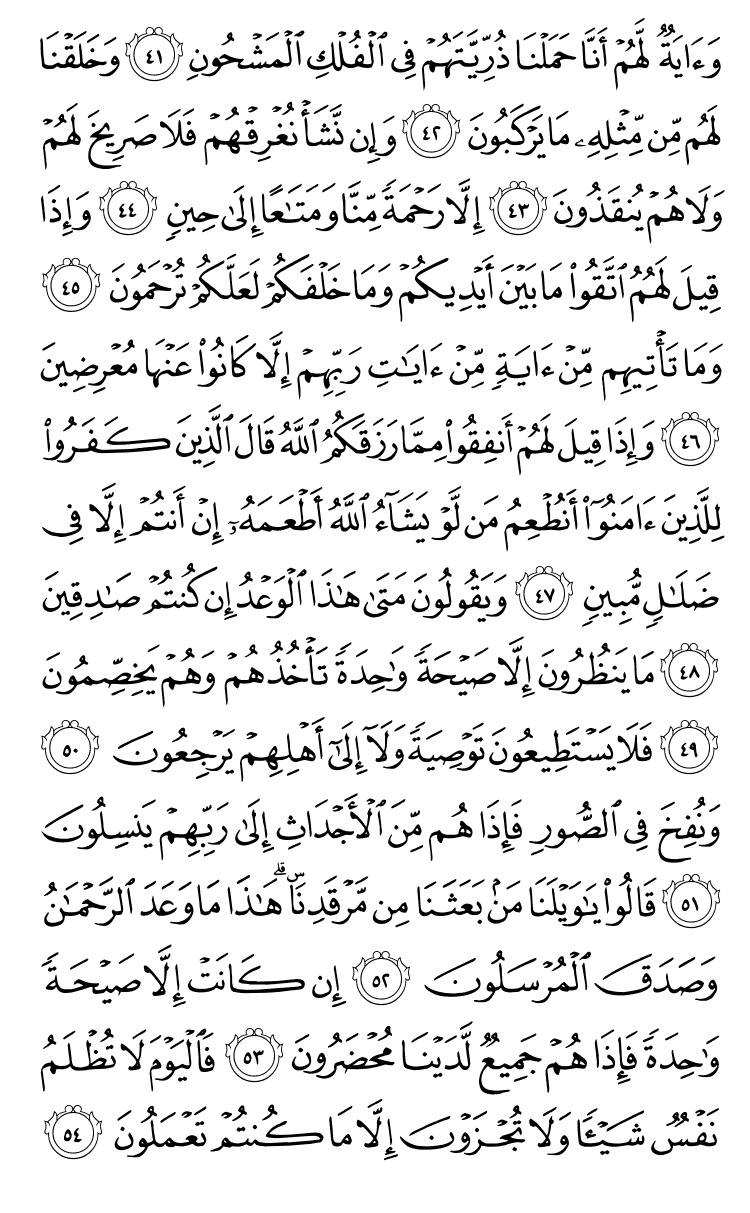 وَءَايَةٌ لَّهُمْ أَنَّا حَمَلْنَا ذُرِّيَّتَهُمْ فِى ٱلْفُلْكِ ٱلْمَشْحُونِ ٤١ وَخَلَقْنَا
لَهُم مِّن مِّثْلِهِۦ مَا يَرْكَبُونَ ٤٢ وَإِن نَّشَأْ نُغْرِقْهُمْ فَلَا صَرِيخَ لَهُمْ
وَلَا هُمْ يُنقَذُونَ ٤٣ إِلَّا رَحْمَةً مِّنَّا وَمَتَٰعًا إِلَىٰ حِينٍ ٤٤ وَإِذَا
قِيلَ لَهُمُ ٱتَّقُوا۟ مَا بَيْنَ أَيْدِيكُمْ وَمَا خَلْفَكُمْ لَعَلَّكُمْ تُرْحَمُونَ ٤٥
وَمَا تَأْتِيهِم مِّنْ ءَايَةٍ مِّنْ ءَايَٰتِ رَبِّهِمْ إِلَّا كَانُوا۟ عَنْهَا مُعْرِضِينَ
٤٦ وَإِذَا قِيلَ لَهُمْ أَنفِقُوا۟ مِمَّا رَزَقَكُمُ ٱللَّهُ قَالَ ٱلَّذِينَ كَفَرُوا۟
لِلَّذِينَ ءَامَنُوٓا۟ أَنُطْعِمُ مَن لَّوْ يَشَآءُ ٱللَّهُ أَطْعَمَهُۥٓ إِنْ أَنتُمْ إِلَّا فِى
ضَلَٰلٍ مُّبِينٍ ٤٧ وَيَقُولُونَ مَتَىٰ هَٰذَا ٱلْوَعْدُ إِن كُنتُمْ صَٰدِقِينَ
٤٨ مَا يَنظُرُونَ إِلَّا صَيْحَةً وَٰحِدَةً تَأْخُذُهُمْ وَهُمْ يَخِصِّمُونَ
٤٩ فَلَا يَسْتَطِيعُونَ تَوْصِيَةً وَلَآ إِلَىٰٓ أَهْلِهِمْ يَرْجِعُونَ ٥٠
وَنُفِخَ فِى ٱلصُّورِ فَإِذَا هُم مِّنَ ٱلْأَجْدَاثِ إِلَىٰ رَبِّهِمْ يَنسِلُونَ
٥١ قَالُوا۟ يَٰوَيْلَنَا مَنۢ بَعَثَنَا مِن مَّرْقَدِنَا ۜ ۗ هَٰذَا مَا وَعَدَ ٱلرَّحْمَٰنُ
وَصَدَقَ ٱلْمُرْسَلُونَ ٥٢ إِن كَانَتْ إِلَّا صَيْحَةً
وَٰحِدَةً فَإِذَا هُمْ جَمِيعٌ لَّدَيْنَا مُحْضَرُونَ ٥٣ فَٱلْيَوْمَ لَا تُظْلَمُ
نَفْسٌ شَيْـًٔا وَلَا تُجْزَوْنَ إِلَّا مَا كُنتُمْ تَعْمَلُونَ ٥٤